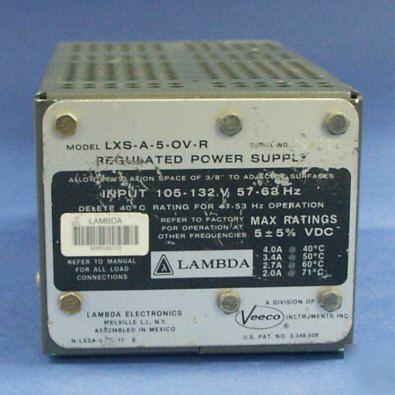 MODEL LXS-A-5-OV-R SERIAL NO.
REGULATED POWER SUPPLY
ALLOW VENTILATION SPACE OF 3/8" TO ADJACENT SURFACES
INPUT 105-132 V 57-63 Hz
DELETE 40°C RATING FOR 47-53 Hz OPERATION
LAMBDA
REFER TO FACTORY
FOR OPERATION AT
OTHER FREQUENCIES
MAX RATINGS
5±5% VDC
4.0A @ 40°C
3.4A @ 50°C
2.7A @ 60°C
2.0A @ 71°C
REFER TO MANUAL
FOR ALL LOAD
CONNECTIONS
LAMBDA
LAMBDA ELECTRONICS
MELVILLE L.I., N.Y.
ASSEMBLED IN MEXICO
A DIVISION OF
Veeco INSTRUMENTS, INC.
®
U.S. PAT. NO. 3,348,609